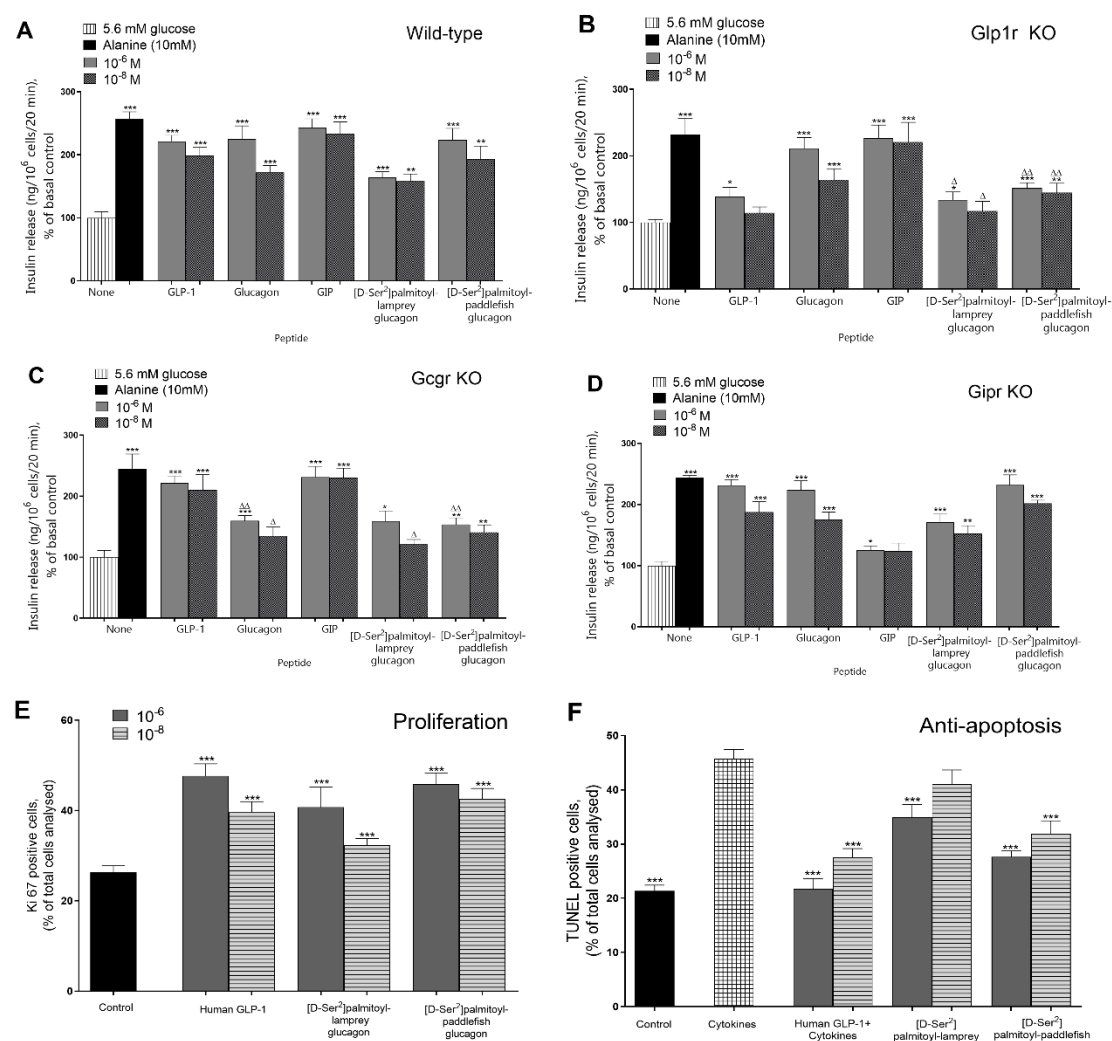 A
5.6 mM glucose
Alanine (10mM)
10⁻⁶ M
10⁻⁸ M
Wild-type
Insulin release (ng/10⁶ cells/20 min),
% of basal control
300
200
100
0
*** *** *** *** *** *** *** *** ** *** **
None GLP-1 Glucagon GIP [D-Ser²]palmitoyl- [D-Ser²]palmitoyl-
lamprey paddlefish
glucagon glucagon
Peptide
B
5.6 mM glucose
Alanine (10mM)
10⁻⁶ M
10⁻⁸ M
Glp1r KO
Insulin release (ng/10⁶ cells/20 min),
% of basal control
300
200
100
0
Δ Δ ΔΔ ΔΔ
*** * *** *** *** *** * *** **
None GLP-1 Glucagon GIP [D-Ser²]palmitoyl- [D-Ser²]palmitoyl-
lamprey paddlefish
glucagon glucagon
Peptide
C
5.6 mM glucose
Alanine (10mM)
10⁻⁶ M
10⁻⁸ M
Gcgr KO
Insulin release (ng/10⁶ cells/20 min),
% of basal control
300
200
100
0
ΔΔ Δ Δ ΔΔ
*** *** *** *** *** *** * ** **
None GLP-1 Glucagon GIP [D-Ser²]palmitoyl- [D-Ser²]palmitoyl-
lamprey paddlefish
glucagon glucagon
Peptide
D
5.6 mM glucose
Alanine (10mM)
10⁻⁶ M
10⁻⁸ M
Gipr KO
Insulin release (ng/10⁶ cells/20 min),
% of basal control
300
200
100
0
*** *** *** *** *** * *** ** *** ***
None GLP-1 Glucagon GIP [D-Ser²]palmitoyl- [D-Ser²]palmitoyl-
lamprey paddlefish
glucagon glucagon
Peptide
E
10⁻⁶
10⁻⁸
Proliferation
Ki 67 positive cells,
(% of total cells analysed)
60
40
20
0
*** *** *** *** *** ***
Control Human GLP-1 [D-Ser²]palmitoyl- [D-Ser²]palmitoyl-
lamprey paddlefish
glucagon glucagon
F
Anti-apoptosis
TUNEL positive cells,
(% of total cells analysed)
50
40
30
20
10
0
*** *** *** *** *** ***
Control Cytokines Human GLP-1+ [D-Ser²] [D-Ser²]
Cytokines palmitoyl-lamprey palmitoyl-paddlefish